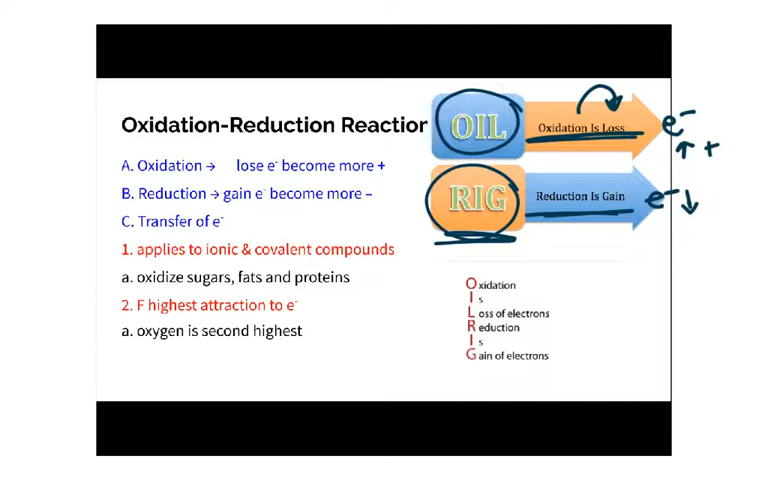 Oxidation-Reduction Reaction
A. Oxidation → lose e⁻ become more +
B. Reduction → gain e⁻ become more –
C. Transfer of e⁻
1. applies to ionic & covalent compounds
a. oxidize sugars, fats and proteins
2. F highest attraction to e⁻
a. oxygen is second highest
OIL
Oxidation Is Loss
e⁻
↑ +
RIG
Reduction Is Gain
e⁻ ↓
Oxidation
Is
Loss of electrons
Reduction
Is
Gain of electrons